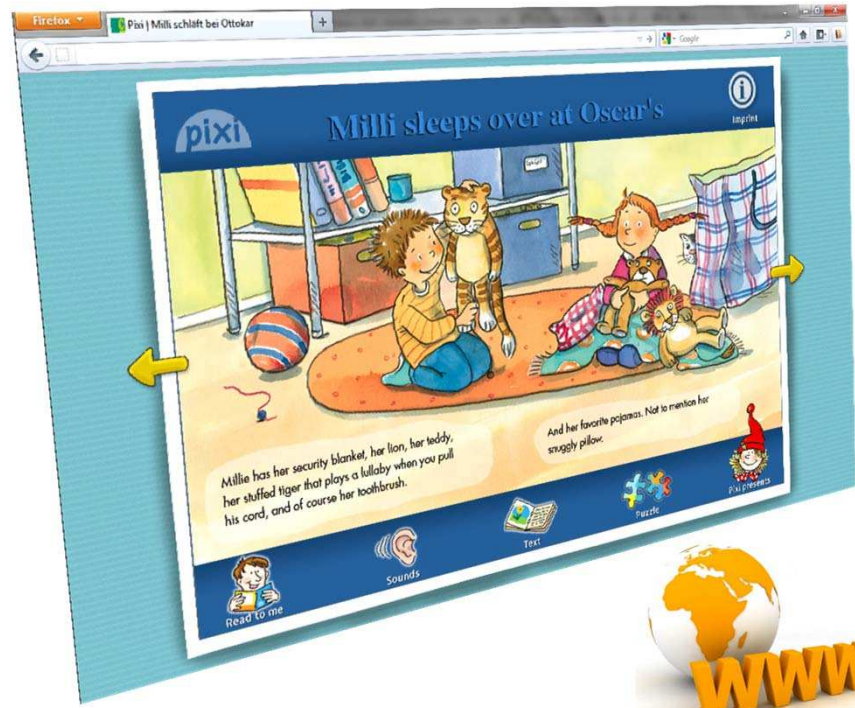 Firefox
Pixi | Milli schläft bei Ottokar
Google
pixi
Milli sleeps over at Oscar's
Imprint
Millie has her security blanket, her lion, her teddy,
her stuffed tiger that plays a lullaby when you pull
his cord, and of course her toothbrush.
And her favorite pajamas. Not to mention her
snuggly pillow.
Read to me
Sounds
Text
Puzzle
Pixi presents
WWW